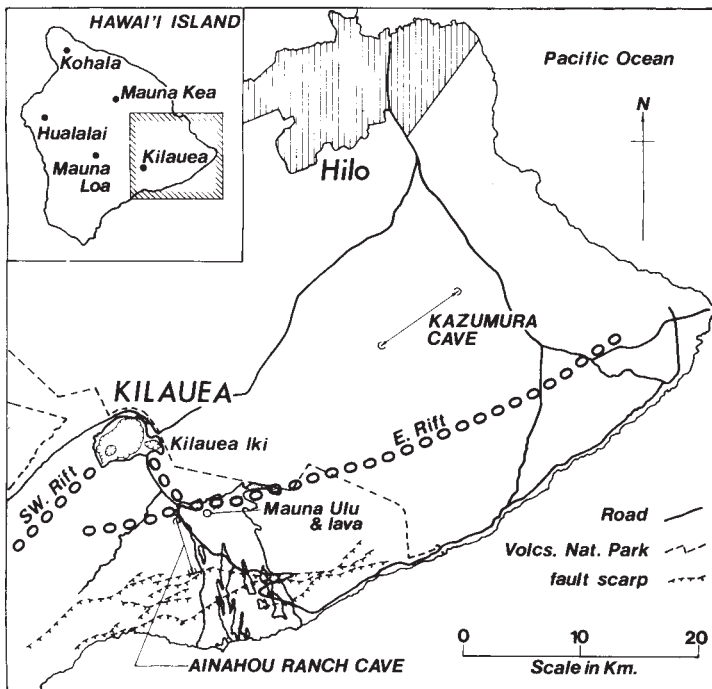 HAWAI'I ISLAND
Kohala
Mauna Kea
Hualalai
Mauna
Loa
Kilauea
Pacific Ocean
N
Hilo
KAZUMURA
CAVE
KILAUEA
Kilauea Iki
E. Rift
SW. Rift
Mauna Ulu
& lava
Road
Volcs. Nat. Park
fault scarp
AINAHOU RANCH CAVE
0 10 20
Scale in Km.